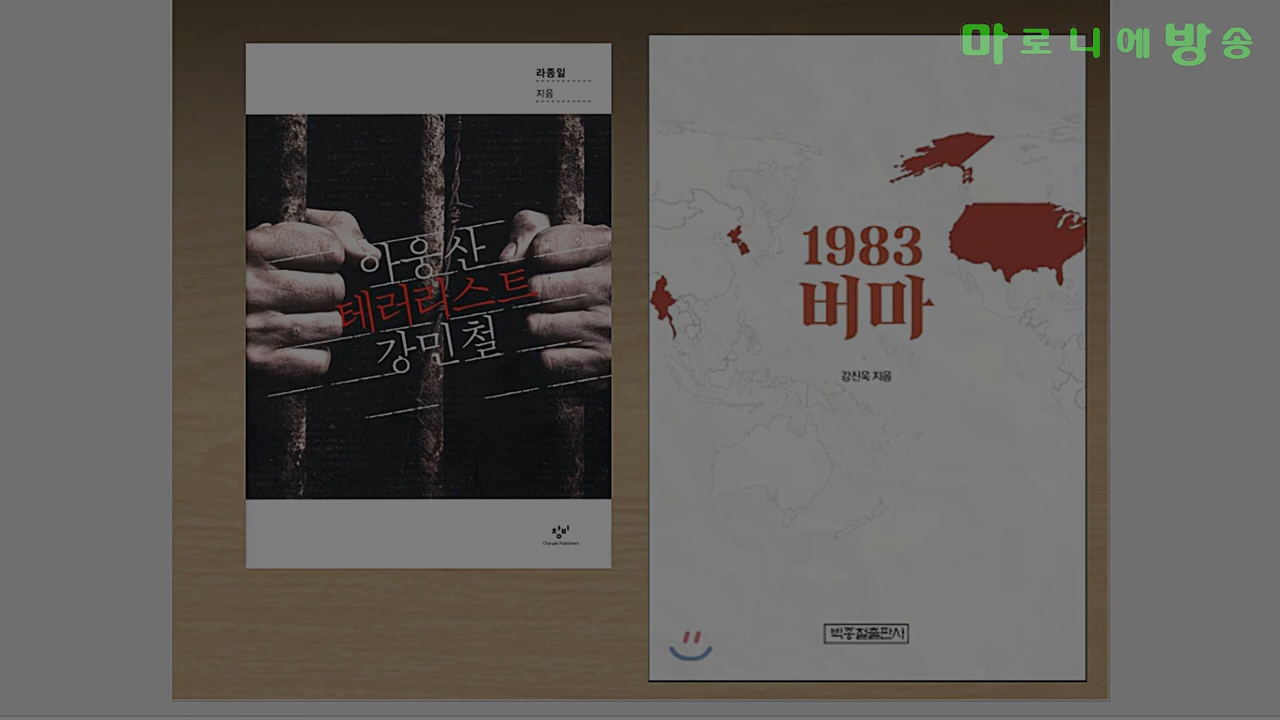 마로니에방송
라종일
지음
아웅산
테러리스트
강민철
창비
Changbi Publishers
1983
버마
강진욱 지음
박종철출판사